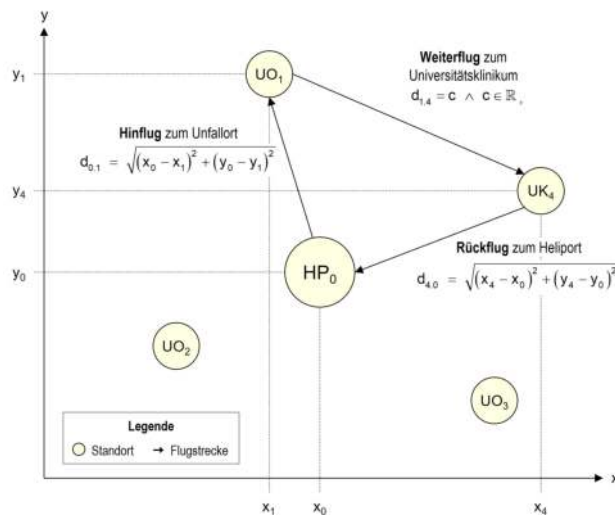 y
y₁
UO₁
Weiterflug zum
Universitätsklinikum
d₁.₄ = c ∧ c ∈ ℝ₊
Hinflug zum Unfallort
d₀.₁ = √((x₀ − x₁)² + (y₀ − y₁)²)
y₄
UK₄
Rückflug zum Heliport
d₄.₀ = √((x₄ − x₀)² + (y₄ − y₀)²)
y₀
HP₀
UO₂
UO₃
Legende
Standort → Flugstrecke
x
x₁ x₀ x₄